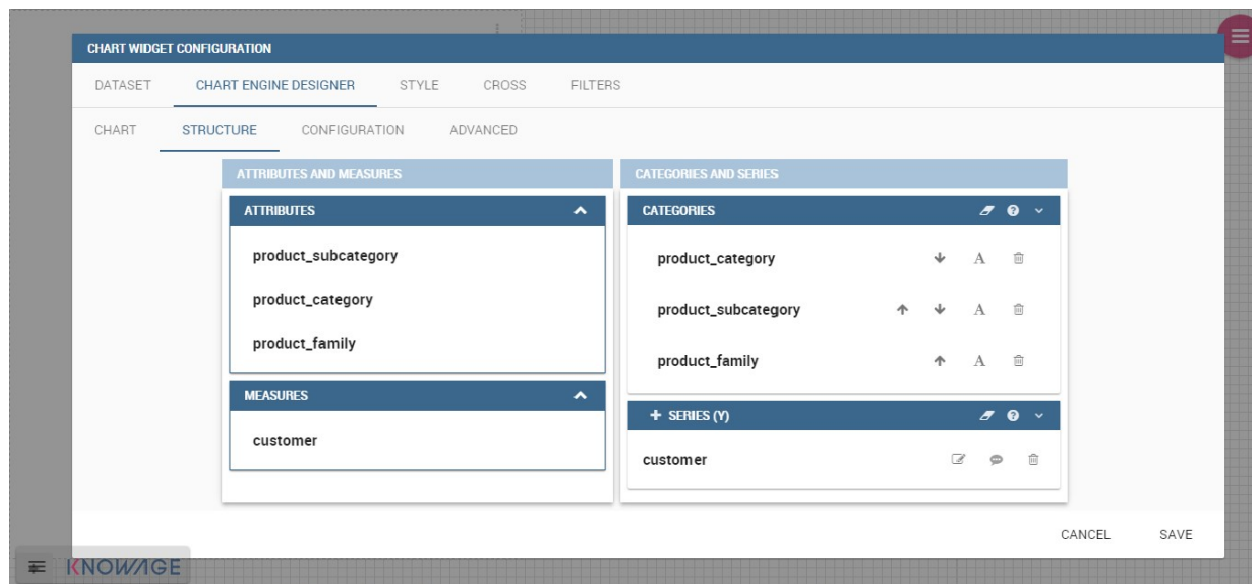 CHART WIDGET CONFIGURATION
DATASET CHART ENGINE DESIGNER STYLE CROSS FILTERS
CHART STRUCTURE CONFIGURATION ADVANCED
ATTRIBUTES AND MEASURES
ATTRIBUTES
product_subcategory
product_category
product_family
MEASURES
customer
CATEGORIES AND SERIES
CATEGORIES
product_category A
product_subcategory A
product_family A
+ SERIES (Y)
customer
CANCEL SAVE
KNOWAGE